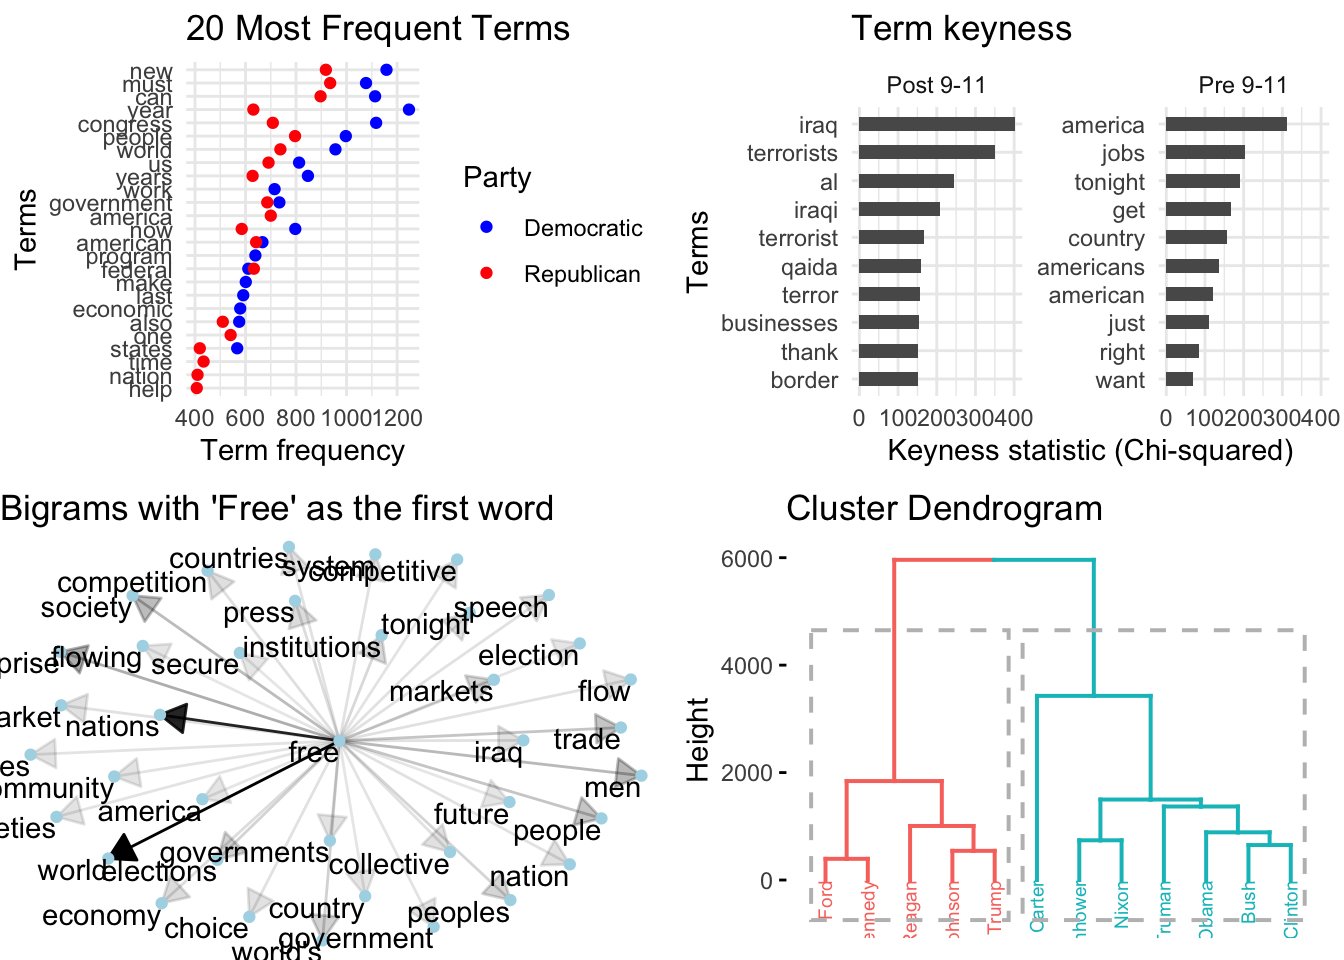 20 Most Frequent Terms
Terms
new
must
can
year
congress
people
world
us
years
work
government
america
now
american
program
federal
make
last
economic
also
one
states
time
nation
help
400 600 800 1000 1200
Term frequency
Party
Democratic
Republican
Term keyness
Terms
Post 9-11
iraq
terrorists
al
iraqi
terrorist
qaida
terror
businesses
thank
border
0 100 200 300 400
Pre 9-11
america
jobs
tonight
get
country
americans
american
just
right
want
0 100 200 300 400
Keyness statistic (Chi-squared)
Bigrams with 'Free' as the first word
countries
system
competitive
competition
society
press
tonight
speech
institutions
prise
flowing
secure
election
markets
flow
arket
nations
free
iraq
trade
es
mmunity
men
america
future
people
eties
governments
collective
world
elections
nation
economy
choice
country
peoples
government
world's
Cluster Dendrogram
Height
6000
4000
2000
0
Ford
ennedy
Reagan
ohnson
Trump
Carter
nhower
Nixon
Truman
Obama
Bush
Clinton